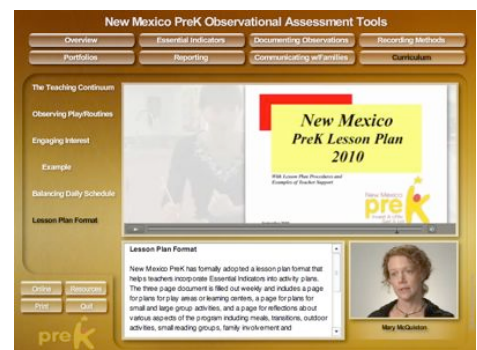 New Mexico PreK Observational Assessment Tools
Overview
Essential Indicators
Documenting Observations
Recording Methods
Portfolios
Reporting
Communicating w/Families
Curriculum
The Teaching Continuum
Observing Play/Routines
Engaging Interest
Example
Balancing Daily Schedule
Lesson Plan Format
New Mexico
PreK Lesson Plan
2010
With Lesson Plan Procedures and
Examples of Teacher Support
New Mexico
preK
Lesson Plan Format
New Mexico PreK has formally adopted a lesson plan format that
helps teachers incorporate Essential Indicators into activity plans.
The three page document is filled out weekly and includes a page
for plans for play areas or learning centers, a page for plans for
small and large group activities, and a page for reflections about
various aspects of the program including meals, transitions, outdoor
activities, small reading groups, family involvement and
Online
Resources
Print
Quit
preK
Mary McQuiston